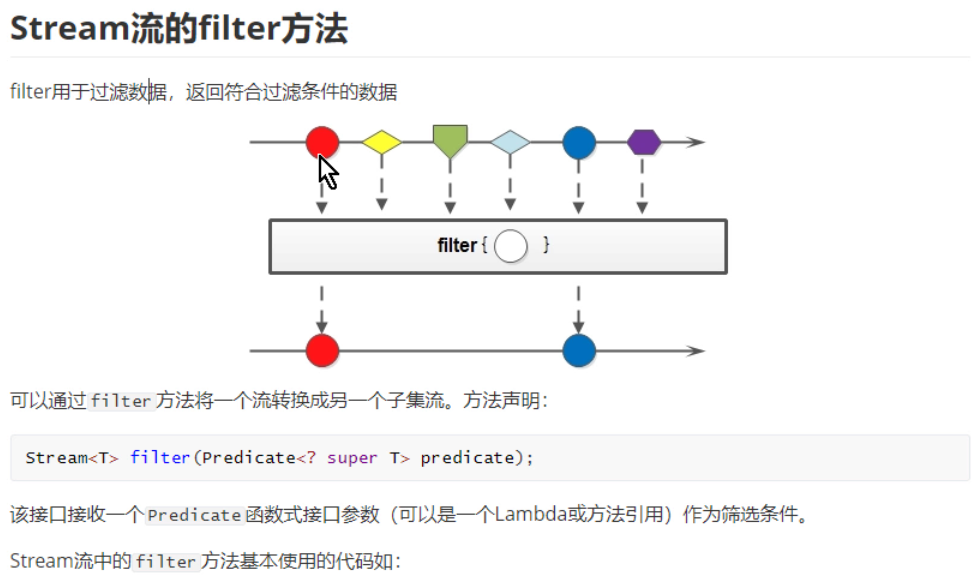 Stream流的filter方法
filter用于过滤数据，返回符合过滤条件的数据
filter { }
可以通过filter方法将一个流转换成另一个子集流。方法声明：
Stream<T> filter(Predicate<? super T> predicate);
该接口接收一个Predicate函数式接口参数（可以是一个Lambda或方法引用）作为筛选条件。
Stream流中的filter方法基本使用的代码如：